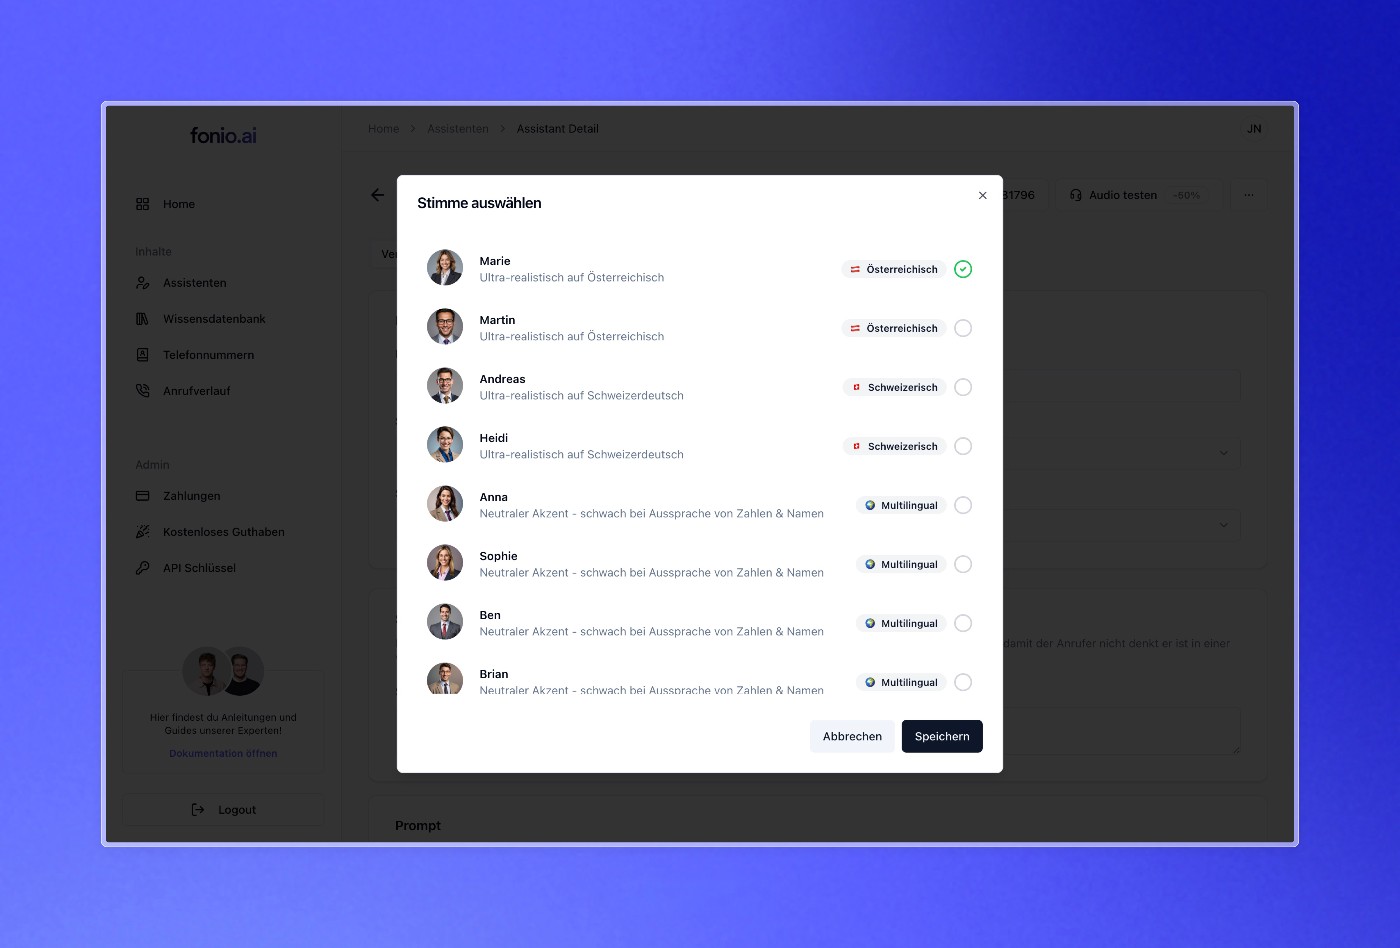 fonio.ai
Home
Assistenten
Assistant Detail
JN
Home
Inhalte
Assistenten
Wissensdatenbank
Telefonnummern
Anrufverlauf
Admin
Zahlungen
Kostenloses Guthaben
API Schlüssel
Hier findest du Anleitungen und
Guides unserer Experten!
Dokumentation öffnen
Logout
Audio testen
-50%
Stimme auswählen
Marie
Ultra-realistisch auf Österreichisch
Österreichisch
Martin
Ultra-realistisch auf Österreichisch
Österreichisch
Andreas
Ultra-realistisch auf Schweizerdeutsch
Schweizerisch
Heidi
Ultra-realistisch auf Schweizerdeutsch
Schweizerisch
Anna
Neutraler Akzent - schwach bei Aussprache von Zahlen & Namen
Multilingual
Sophie
Neutraler Akzent - schwach bei Aussprache von Zahlen & Namen
Multilingual
Ben
Neutraler Akzent - schwach bei Aussprache von Zahlen & Namen
Multilingual
Brian
Neutraler Akzent - schwach bei Aussprache von Zahlen & Namen
Multilingual
Abbrechen
Speichern
damit der Anrufer nicht denkt er ist in einer
Prompt